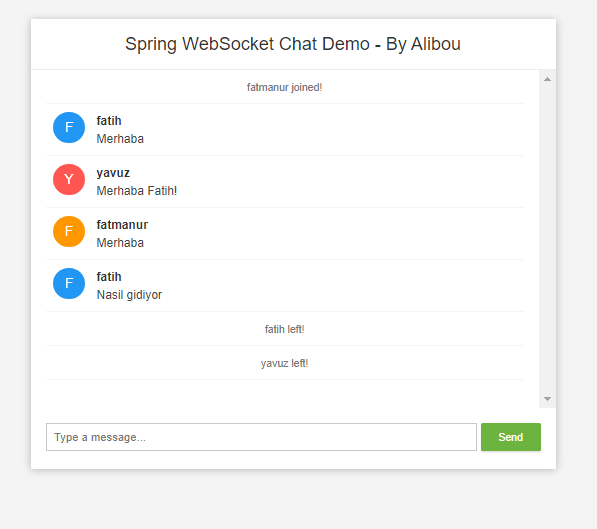 Spring WebSocket Chat Demo - By Alibou
fatmanur joined!
F
fatih
Merhaba
Y
yavuz
Merhaba Fatih!
F
fatmanur
Merhaba
F
fatih
Nasil gidiyor
fatih left!
yavuz left!
Type a message...
Send